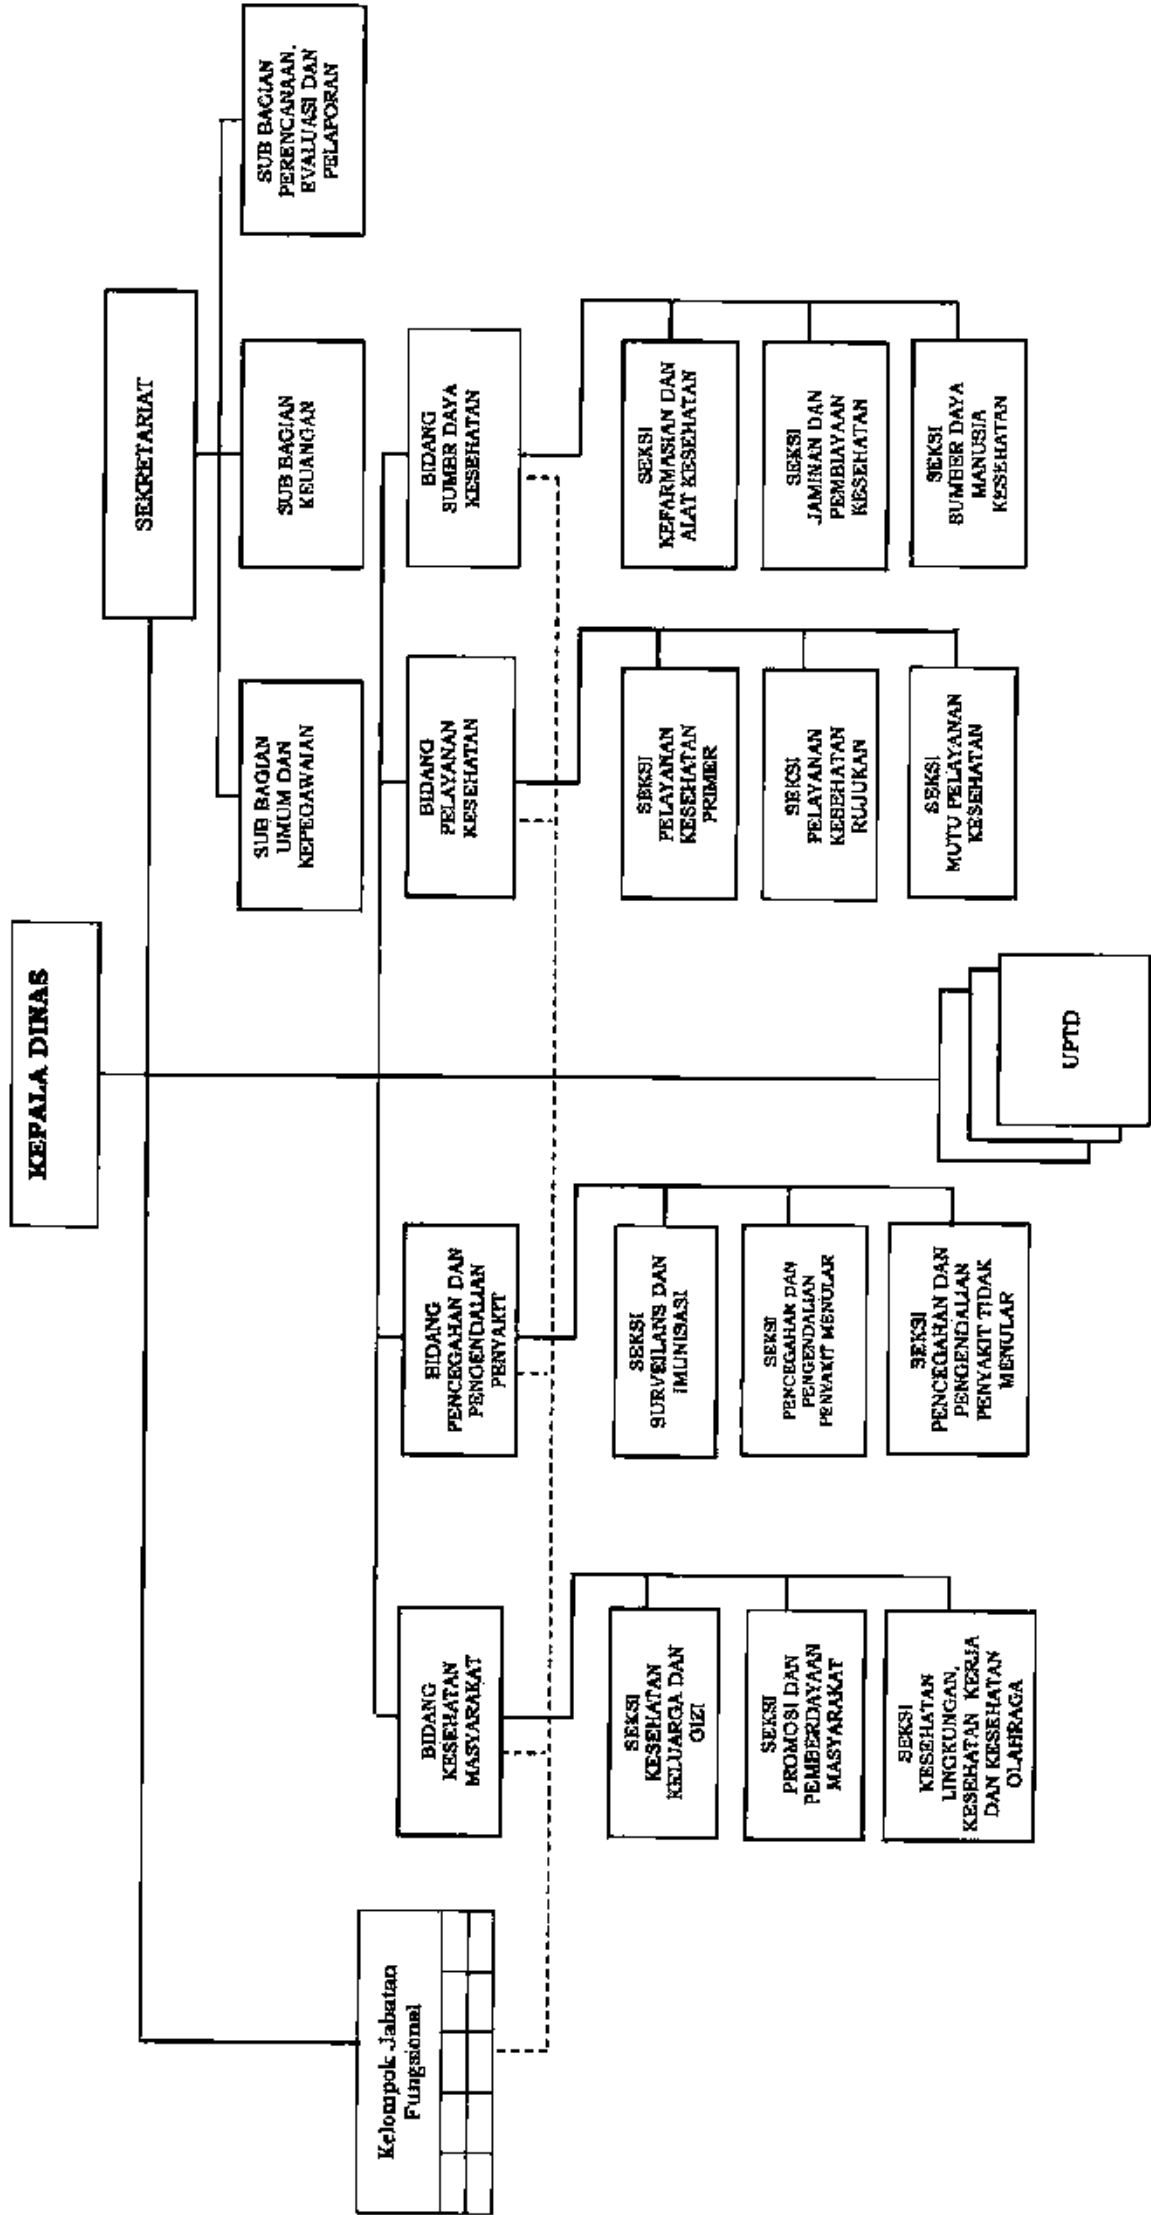 KEPALA DINAS
SEKRETARIAT
Kelompok Jabatan
Fungsional
SUB BAGIAN
UMUM DAN
KEPEGAWAIAN
SUB BAGIAN
KEUANGAN
SUB BAGIAN
PERENCANAAN,
EVALUASI DAN
PELAPORAN
BIDANG
KESEHATAN
MASYARAKAT
BIDANG
PENCEGAHAN DAN
PENGENDALIAN
PENYAKIT
BIDANG
PELAYANAN
KESEHATAN
BIDANG
SUMBER DAYA
KESEHATAN
SEKSI
KESEHATAN
KELUARGA DAN
GIZI
SEKSI
SURVEILANS DAN
IMUNISASI
SEKSI
PELAYANAN
KESEHATAN
PRIMER
SEKSI
KEFARMASIAN DAN
ALAT KESEHATAN
SEKSI
PROMOSI DAN
PEMBERDAYAAN
MASYARAKAT
SEKSI
PENCEGAHAN DAN
PENGENDALIAN
PENYAKIT MENULAR
SEKSI
PELAYANAN
KESEHATAN
RUJUKAN
SEKSI
JAMINAN DAN
PEMBIAYAAN
KESEHATAN
SEKSI
KESEHATAN
LINGKUNGAN,
KESEHATAN KERJA
DAN KESEHATAN
OLAHRAGA
SEKSI
PENCEGAHAN DAN
PENGENDALIAN
PENYAKIT TIDAK
MENULAR
SEKSI
MUTU PELAYANAN
KESEHATAN
SEKSI
SUMBER DAYA
MANUSIA
KESEHATAN
UPTD